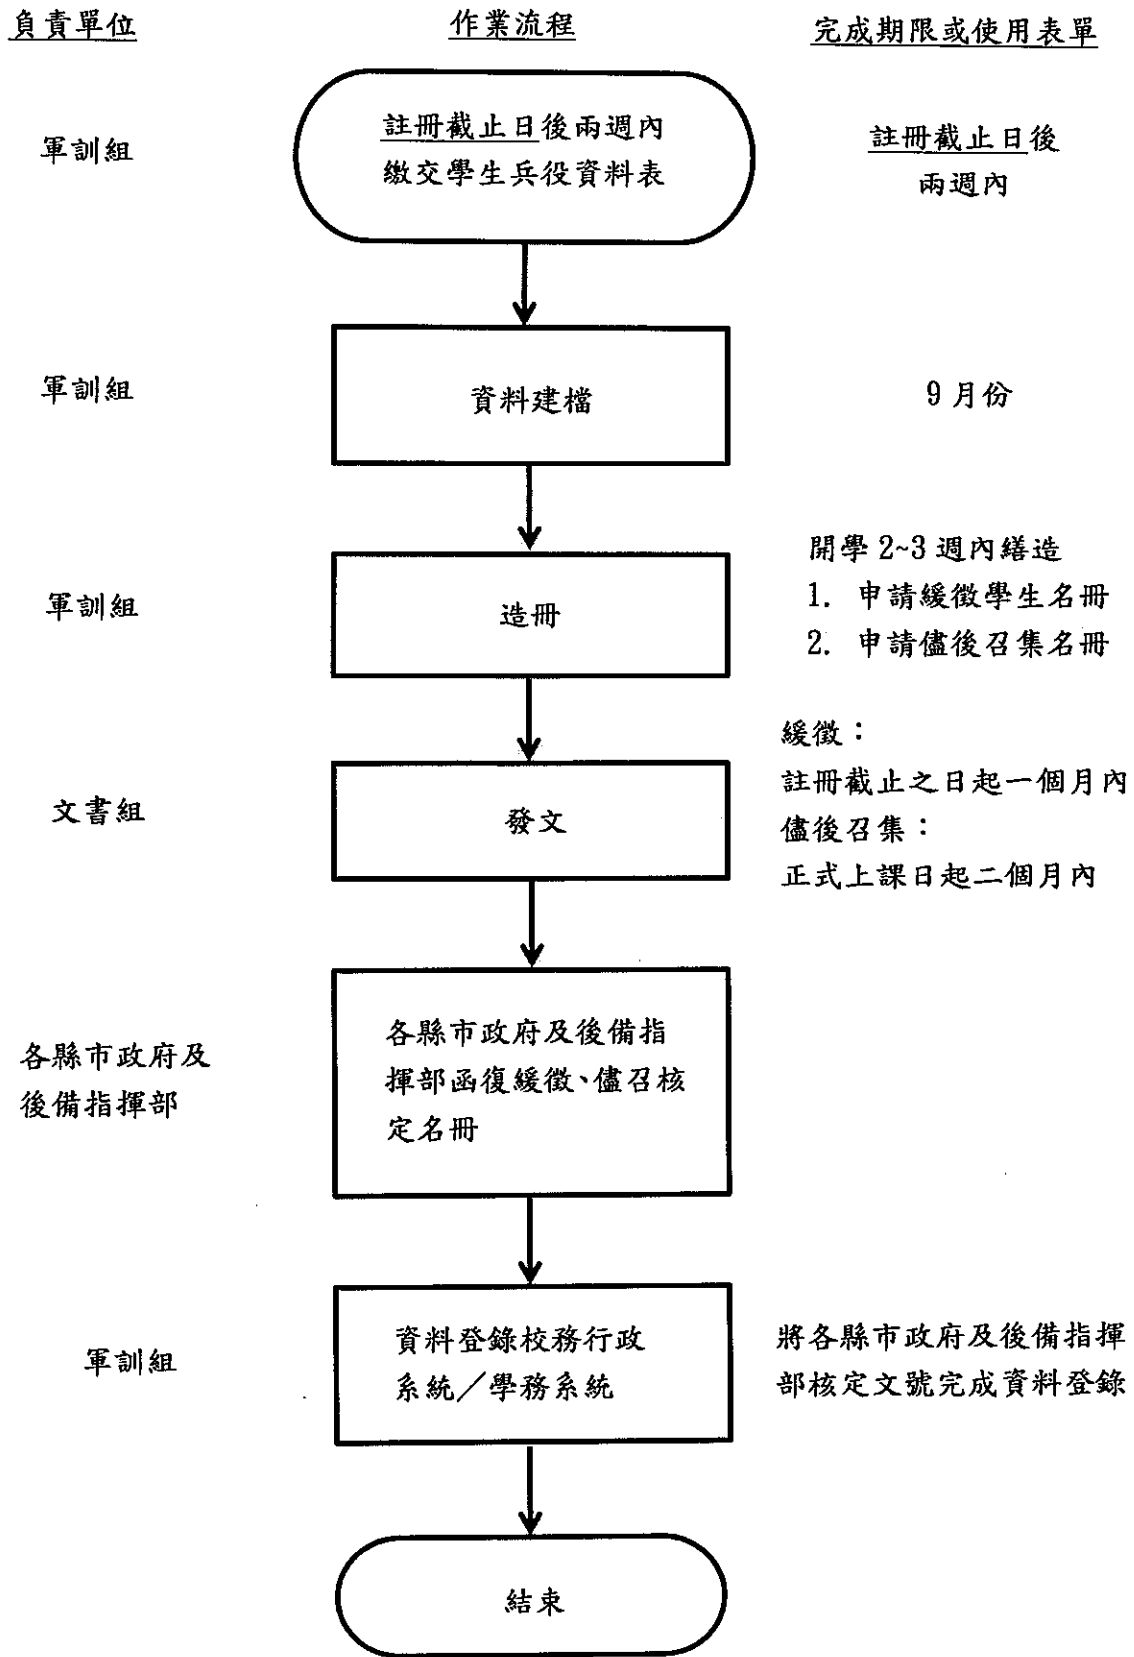 負責單位
作業流程
完成期限或使用表單
軍訓組
註冊截止日後兩週內
繳交學生兵役資料表
註冊截止日後
兩週內
軍訓組
資料建檔
9 月份
軍訓組
造冊
開學 2~3 週內繕造
1. 申請緩徵學生名冊
2. 申請儘後召集名冊
文書組
發文
緩徵：
註冊截止之日起一個月內
儘後召集：
正式上課日起二個月內
各縣市政府及
後備指揮部
各縣市政府及後備指
揮部函復緩徵、儘召核
定名冊
軍訓組
資料登錄校務行政
系統／學務系統
將各縣市政府及後備指揮
部核定文號完成資料登錄
結束